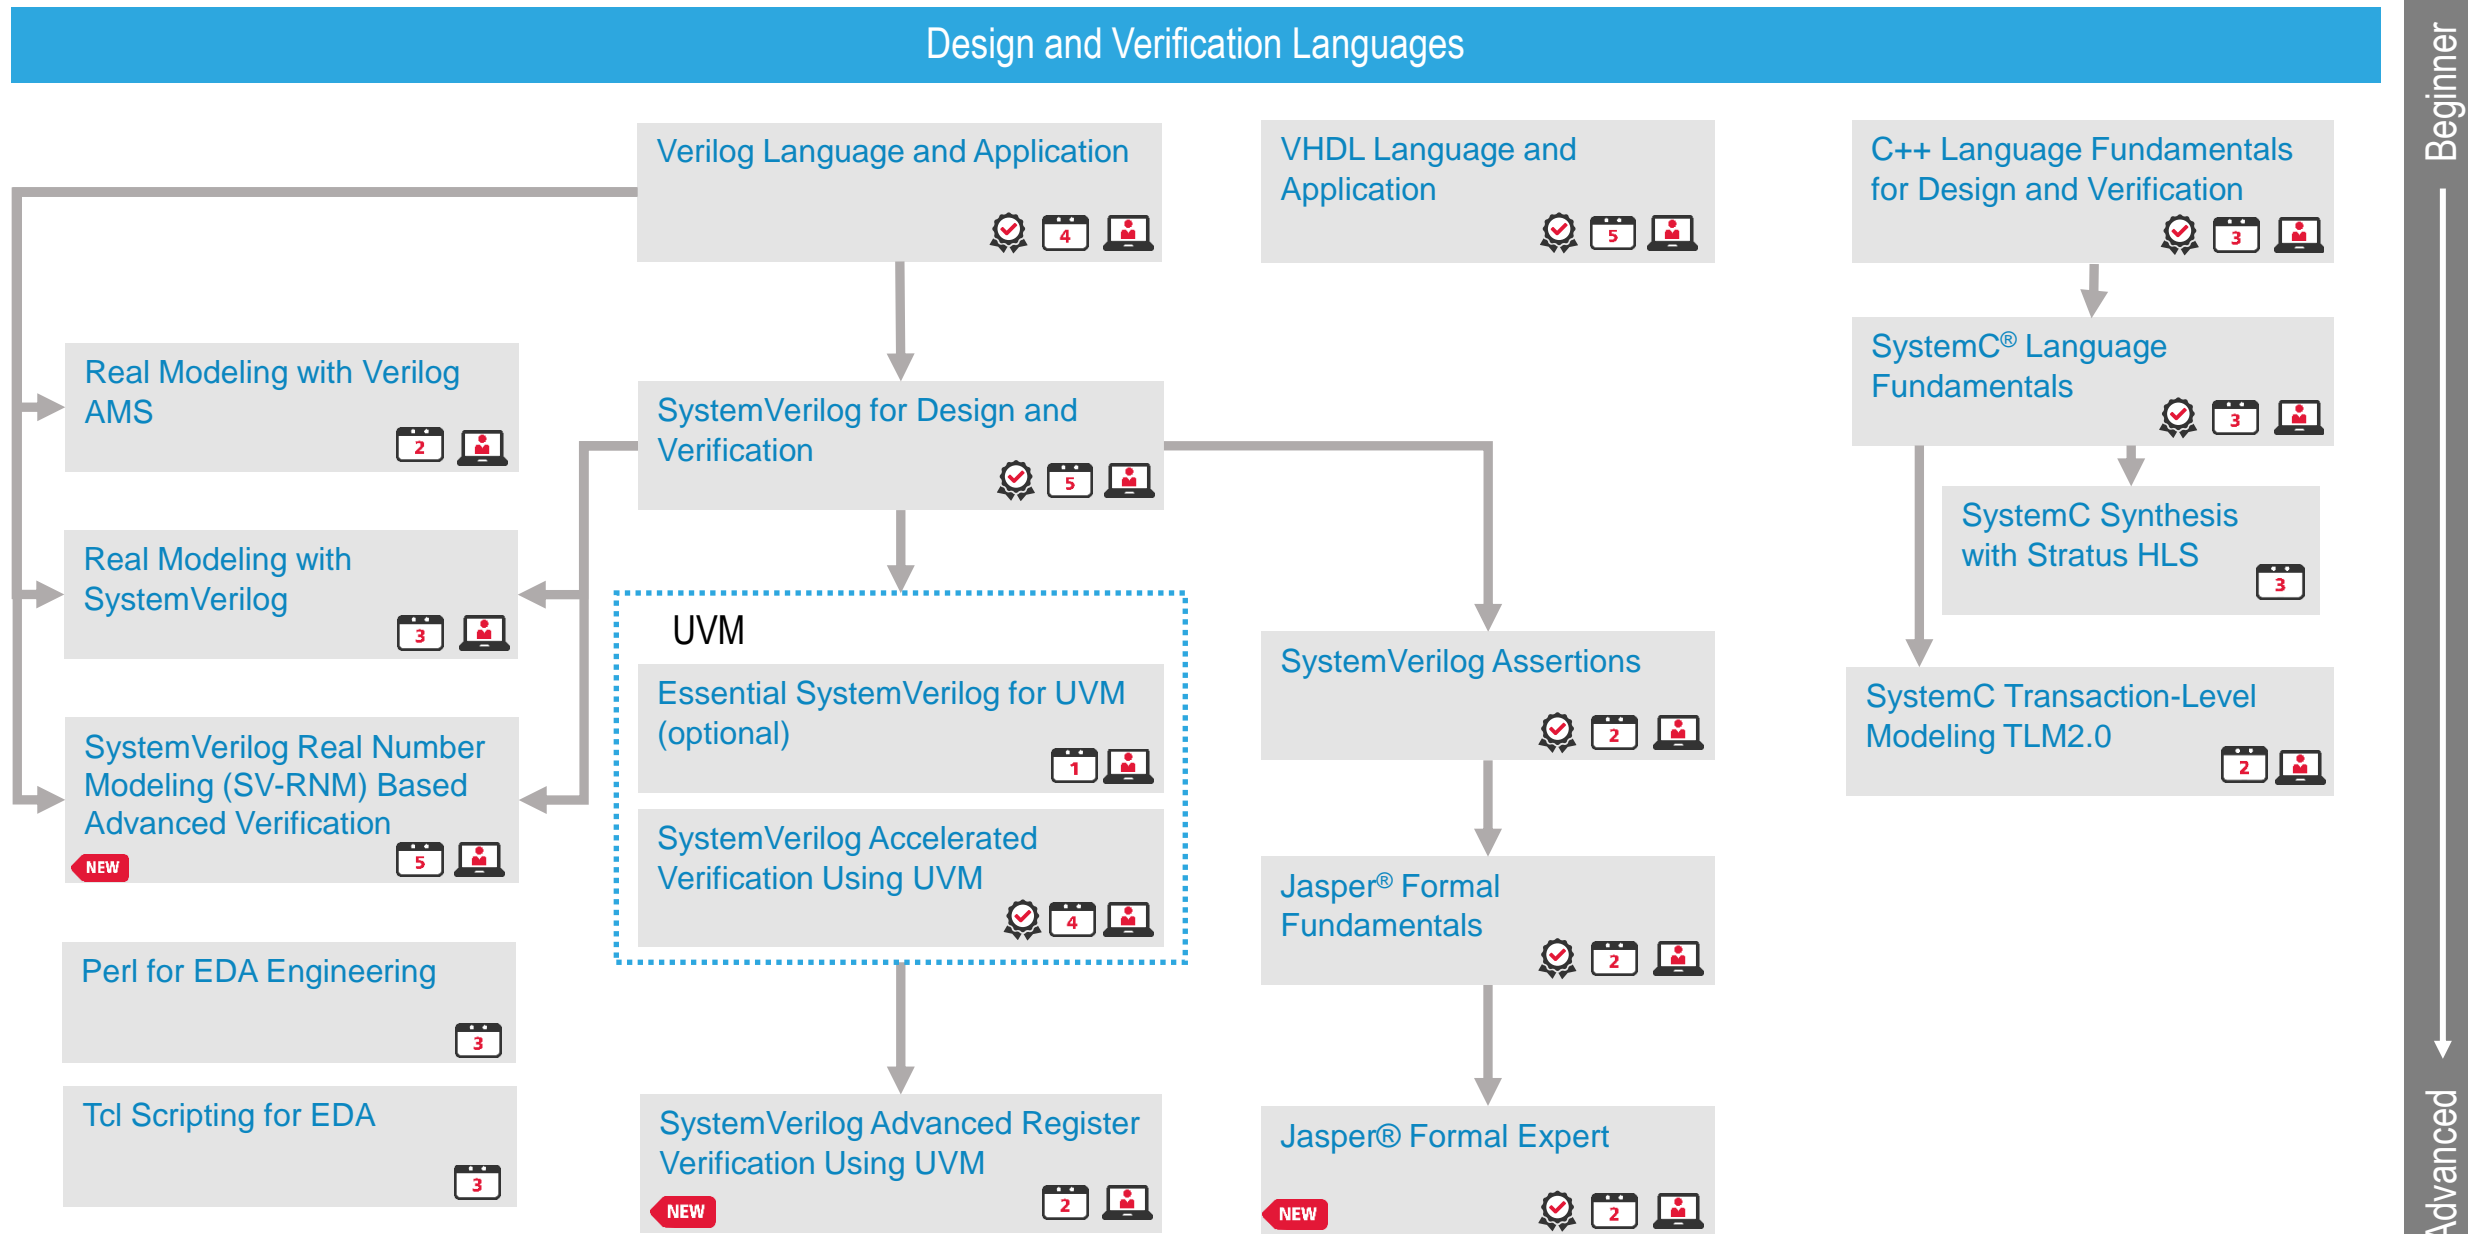 Design and Verification Languages
Beginner
Verilog Language and Application
4
VHDL Language and
Application
5
C++ Language Fundamentals
for Design and Verification
3
Real Modeling with Verilog
AMS
2
SystemVerilog for Design and
Verification
5
SystemC® Language
Fundamentals
3
SystemC Synthesis
with Stratus HLS
3
Real Modeling with
SystemVerilog
3
UVM
Essential SystemVerilog for UVM
(optional)
1
SystemVerilog Assertions
2
SystemC Transaction-Level
Modeling TLM2.0
2
SystemVerilog Real Number
Modeling (SV-RNM) Based
Advanced Verification
NEW
5
SystemVerilog Accelerated
Verification Using UVM
4
Jasper® Formal
Fundamentals
2
Perl for EDA Engineering
3
Tcl Scripting for EDA
3
SystemVerilog Advanced Register
Verification Using UVM
NEW
2
Jasper® Formal Expert
NEW
2
Advanced